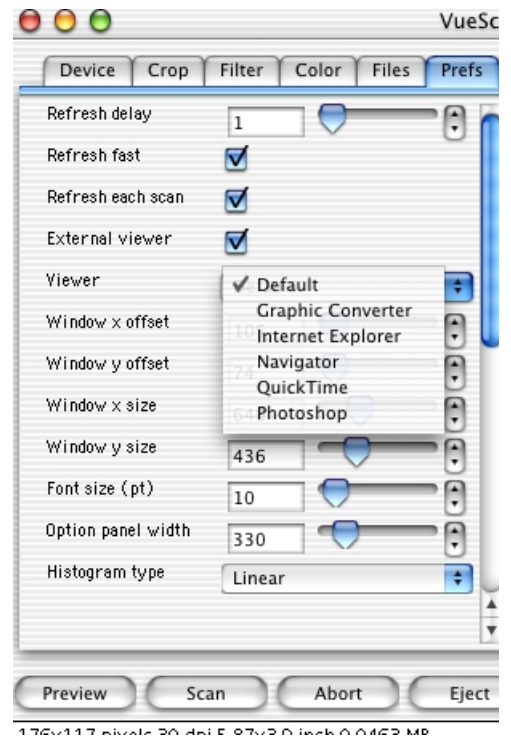 VueSc
Device Crop Filter Color Files Prefs
Refresh delay 1
Refresh fast
Refresh each scan
External viewer
Viewer
✓ Default
Graphic Converter
Internet Explorer
Navigator
QuickTime
Photoshop
Window x offset
Window y offset 74
Window x size
Window y size 436
Font size (pt) 10
Option panel width 330
Histogram type Linear
Preview Scan Abort Eject
176x117 pixels 30 dpi 5.87x3.9 inch 0.0463 MB